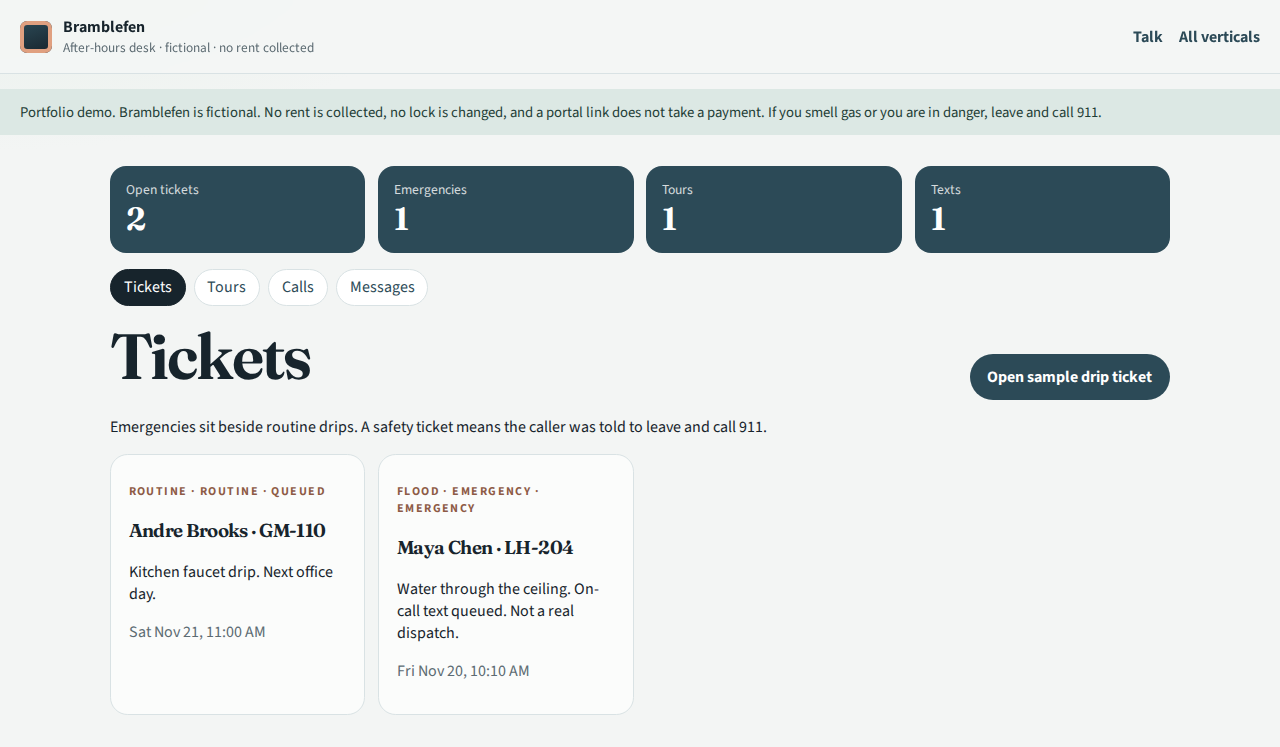 Bramblefen
After-hours desk · fictional · no rent collected
Talk
All verticals
Portfolio demo. Bramblefen is fictional. No rent is collected, no lock is changed, and a portal link does not take a payment. If you smell gas or you are in danger, leave and call 911.
Open tickets
2
Emergencies
1
Tours
1
Texts
1
Tickets
Tours
Calls
Messages
Tickets
Open sample drip ticket
Emergencies sit beside routine drips. A safety ticket means the caller was told to leave and call 911.
ROUTINE · ROUTINE · QUEUED
Andre Brooks · GM-110
Kitchen faucet drip. Next office
day.
Sat Nov 21, 11:00 AM
FLOOD · EMERGENCY ·
EMERGENCY
Maya Chen · LH-204
Water through the ceiling. On-
call text queued. Not a real
dispatch.
Fri Nov 20, 10:10 AM